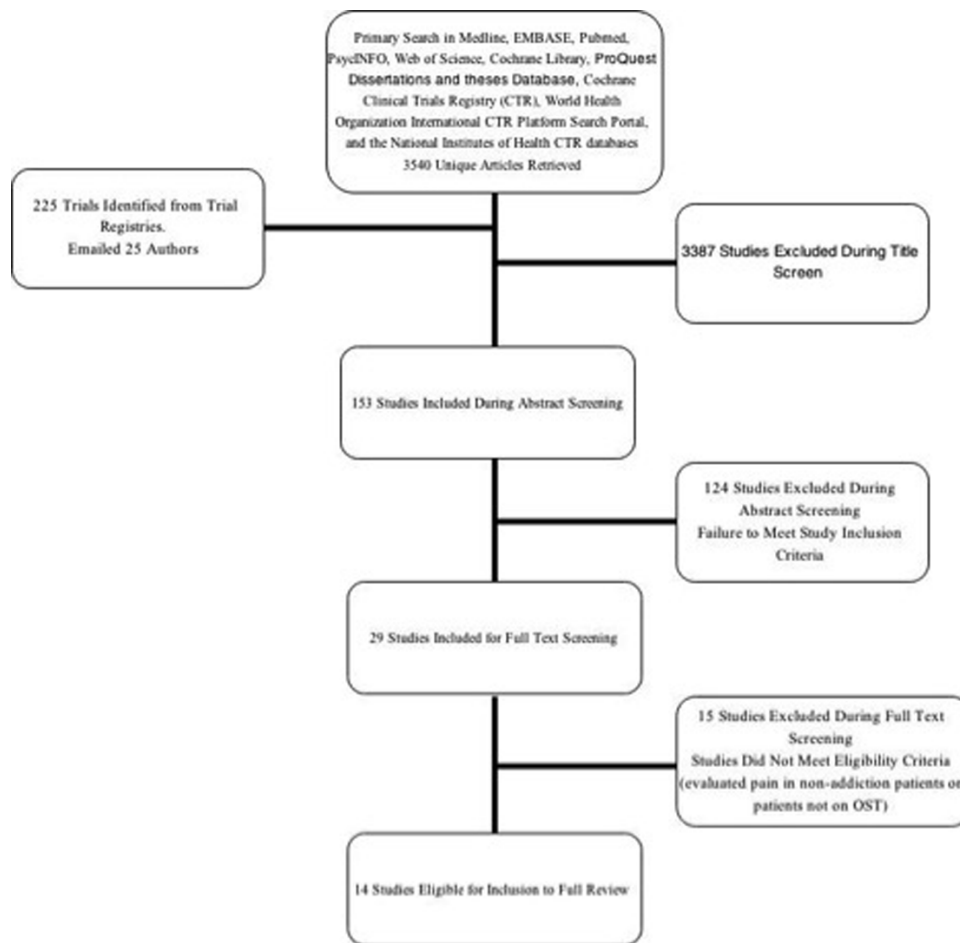 Primary Search in Medline, EMBASE, Pubmed,
PsycINFO, Web of Science, Cochrane Library, ProQuest
Dissertations and theses Database, Cochrane
Clinical Trials Registry (CTR), World Health
Organization International CTR Platform Search Portal,
and the National Institutes of Health CTR databases
3540 Unique Articles Retrieved
225 Trials Identified from Trial
Registries.
Emailed 25 Authors
3387 Studies Excluded During Title
Screen
153 Studies Included During Abstract Screening
124 Studies Excluded During
Abstract Screening
Failure to Meet Study Inclusion
Criteria
29 Studies Included for Full Text Screening
15 Studies Excluded During Full Text
Screening
Studies Did Not Meet Eligibility Criteria
(evaluated pain in non-addiction patients or
patients not on OST)
14 Studies Eligible for Inclusion to Full Review